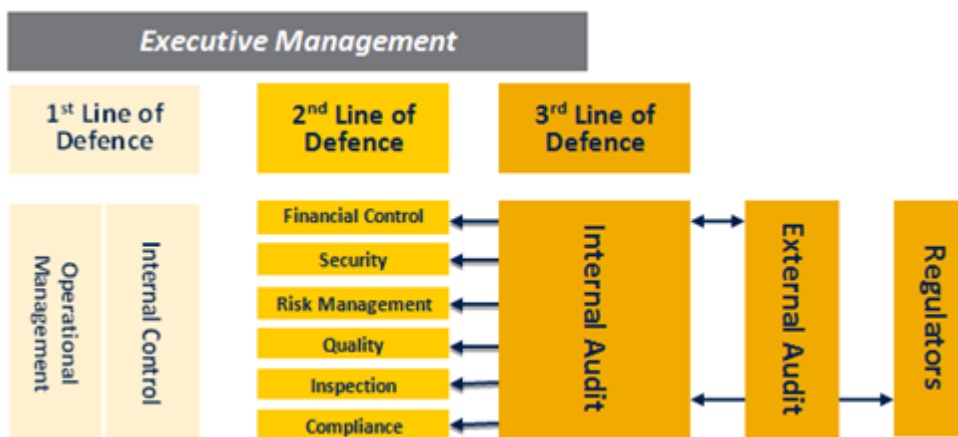 Executive Management
1st Line of
Defence
2nd Line of
Defence
3rd Line of
Defence
Operational
Management
Internal Control
Financial Control
Security
Risk Management
Quality
Inspection
Compliance
Internal Audit
External Audit
Regulators